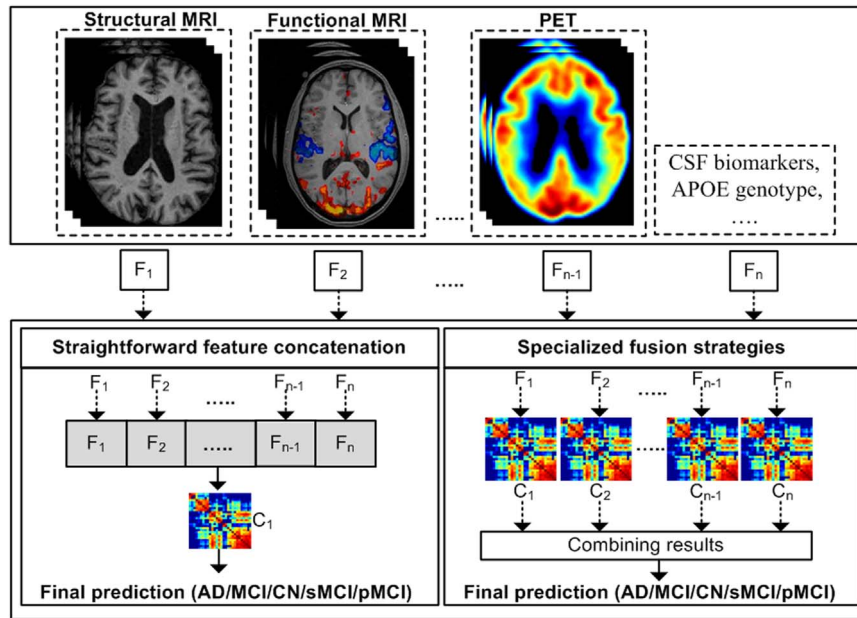 Structural MRI Functional MRI PET
CSF biomarkers,
APOE genotype,
.....
....
F1 F2 ..... Fn-1 Fn
Straightforward feature concatenation
F1 F2 ..... Fn-1 Fn
F1 F2 ..... Fn-1 Fn
C1
Final prediction (AD/MCI/CN/sMCI/pMCI)
Specialized fusion strategies
F1 F2 ..... Fn-1 Fn
.....
C1 C2 Cn-1 Cn
Combining results
Final prediction (AD/MCI/CN/sMCI/pMCI)